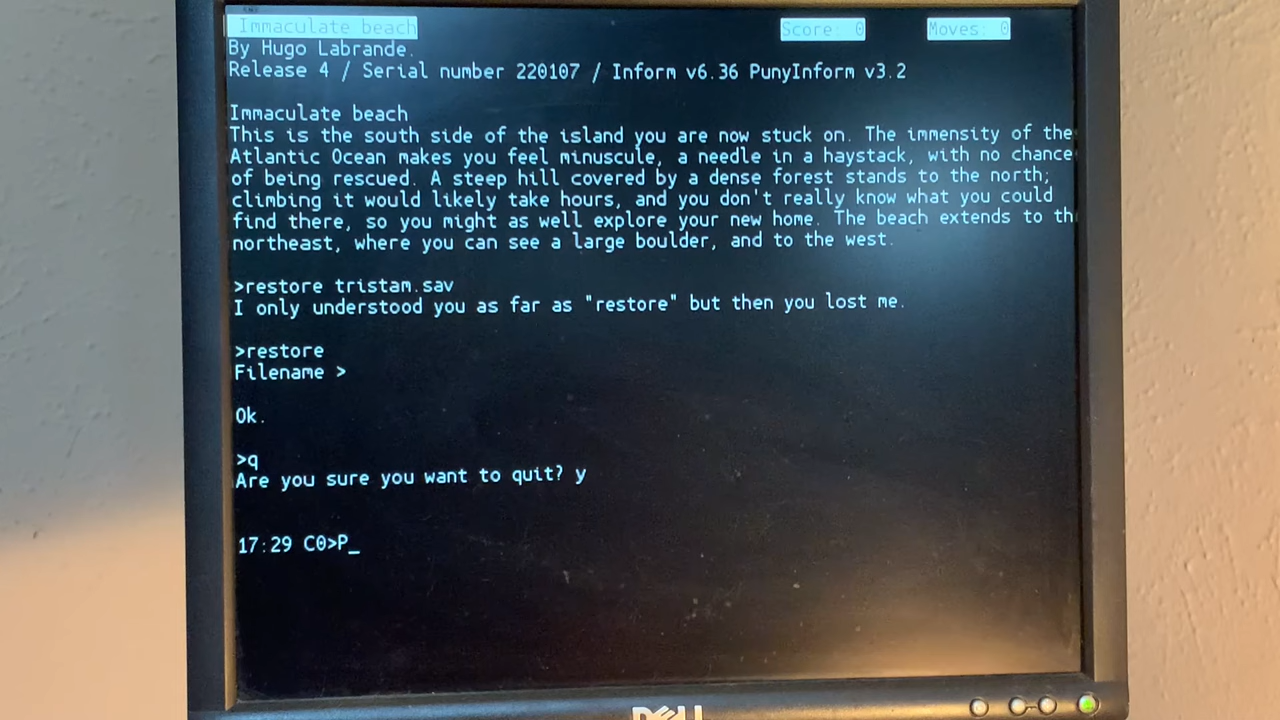 Immaculate beach Score: 0 Moves: 0
By Hugo Labrande.
Release 4 / Serial number 220107 / Inform v6.36 PunyInform v3.2
Immaculate beach
This is the south side of the island you are now stuck on. The immensity of the
Atlantic Ocean makes you feel minuscule, a needle in a haystack, with no chance
of being rescued. A steep hill covered by a dense forest stands to the north;
climbing it would likely take hours, and you don't really know what you could
find there, so you might as well explore your new home. The beach extends to th
northeast, where you can see a large boulder, and to the west.
>restore tristam.sav
I only understood you as far as "restore" but then you lost me.
>restore
Filename >
Ok.
>q
Are you sure you want to quit? y
17:29 C0>P_
DELL